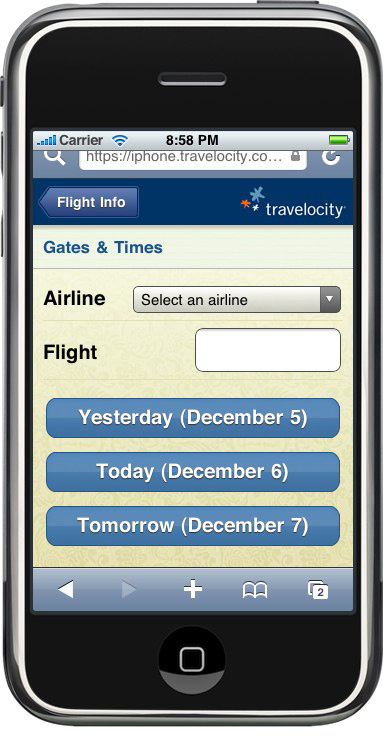 Carrier 8:58 PM
https://iphone.travelocity.co...
Flight Info travelocity
Gates & Times
Airline Select an airline
Flight
Yesterday (December 5)
Today (December 6)
Tomorrow (December 7)
2